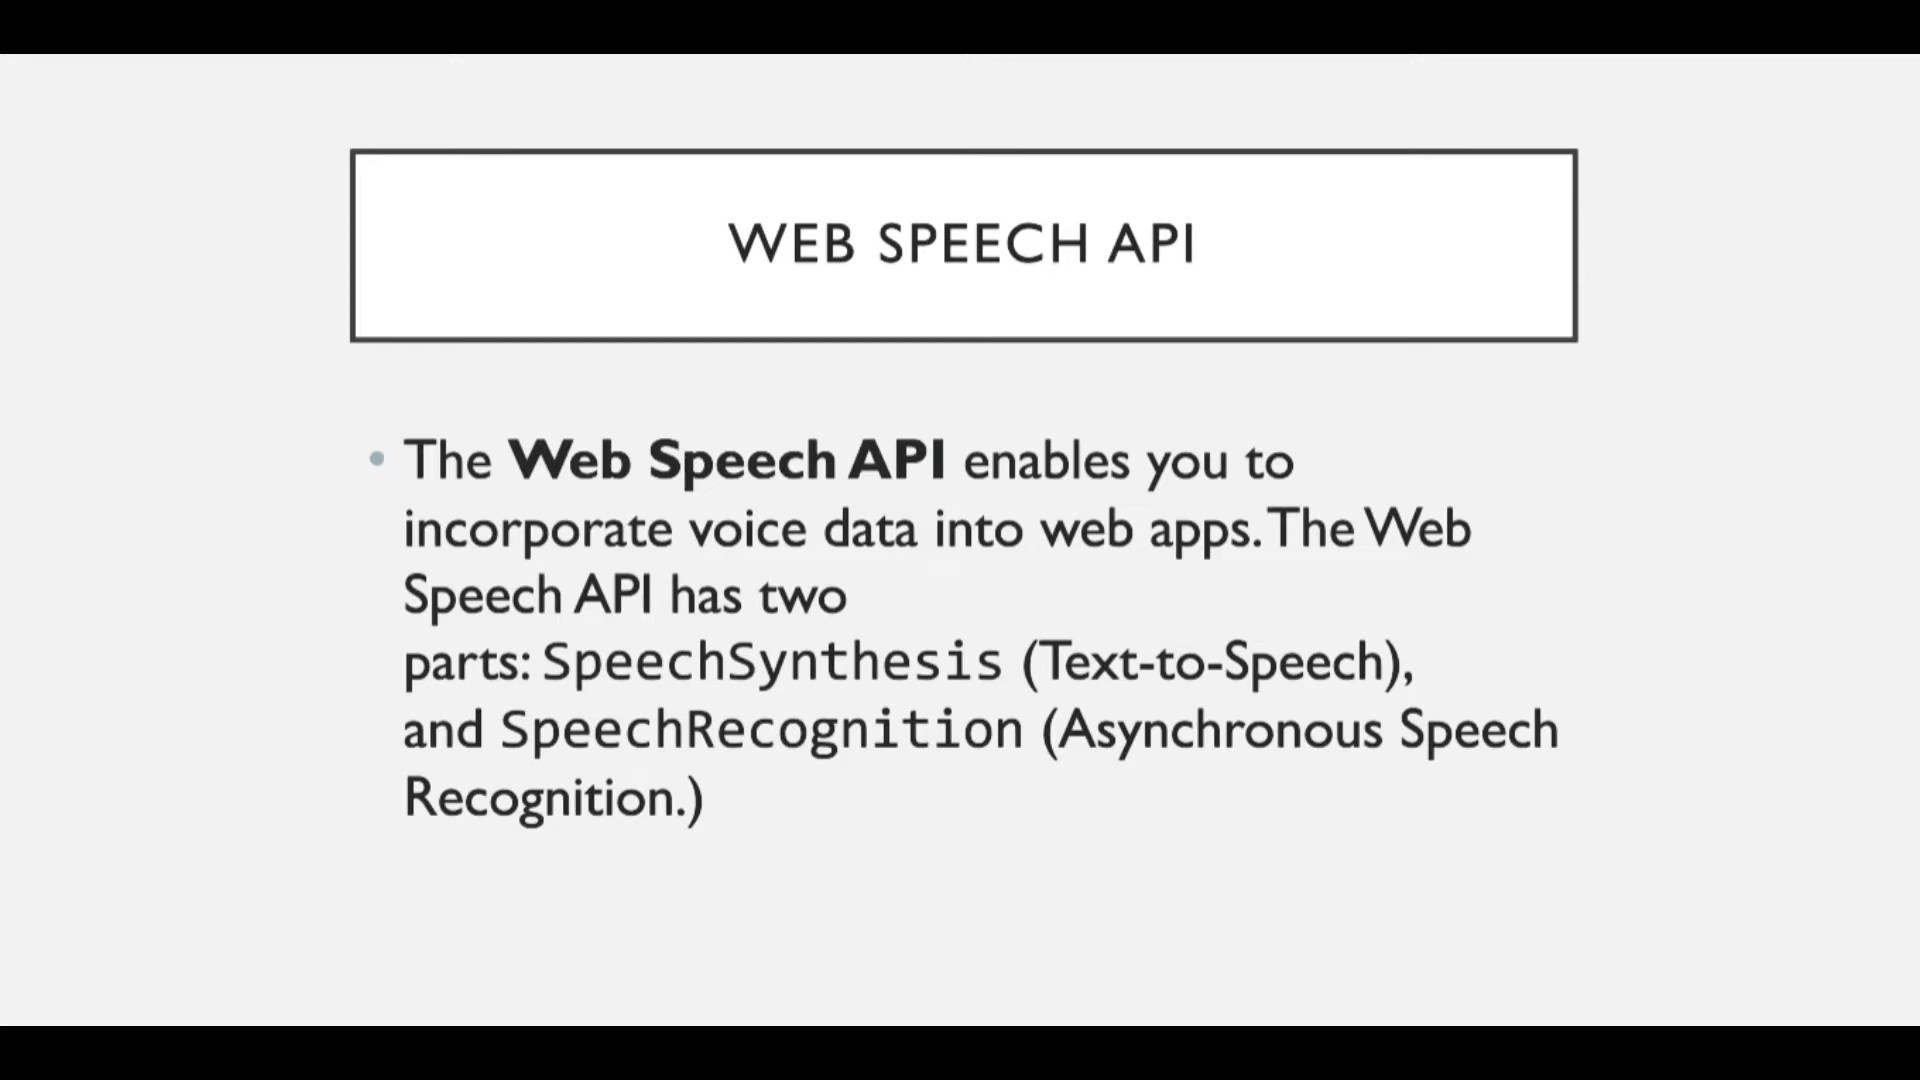 WEB SPEECH API
• The Web Speech API enables you to
incorporate voice data into web apps. The Web
Speech API has two
parts: SpeechSynthesis (Text-to-Speech),
and SpeechRecognition (Asynchronous Speech
Recognition.)